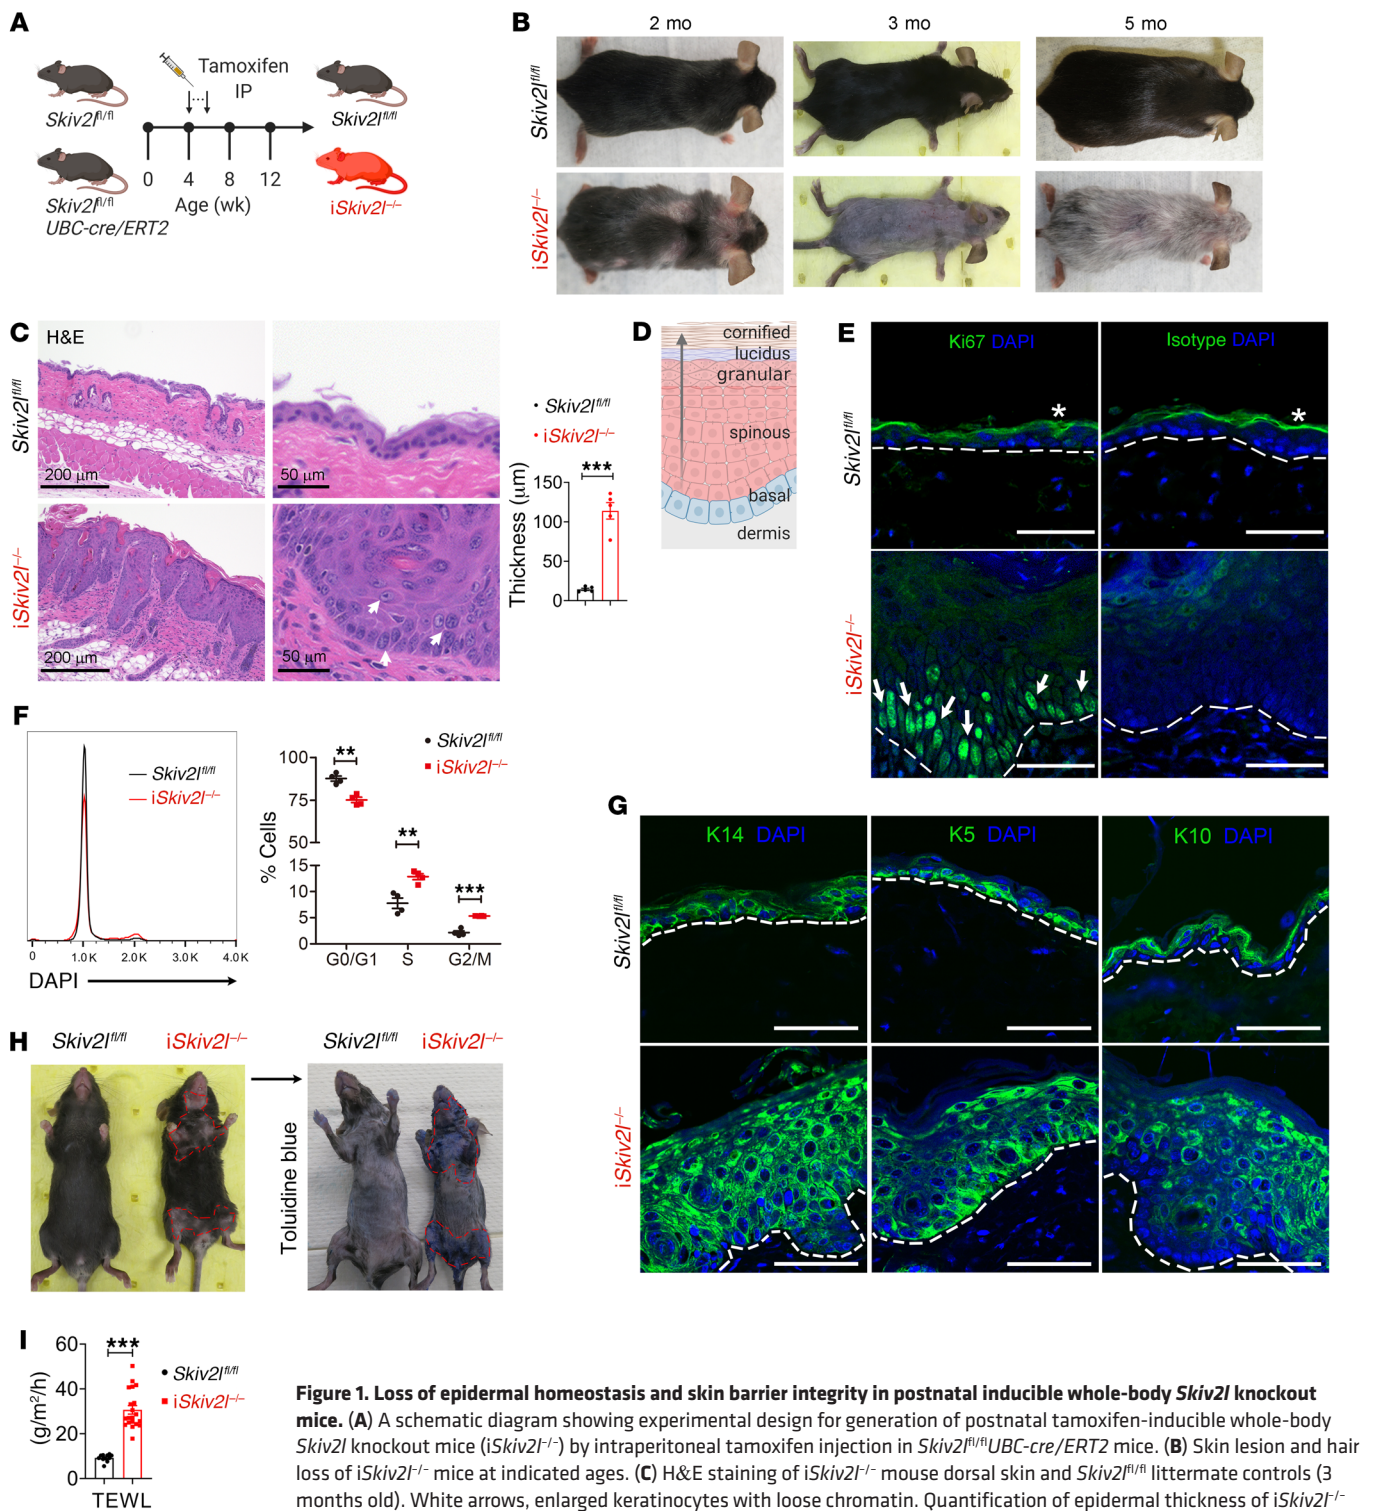 A
Tamoxifen
IP
...
Skiv2l^fl/fl
Skiv2l^fl/fl
Skiv2l^fl/fl
UBC-cre/ERT2
0 4 8 12
Age (wk)
iSkiv2l^–/–
B
2 mo 3 mo 5 mo
Skiv2l^fl/fl
iSkiv2l^–/–
C
H&E
Skiv2l^fl/fl
200 µm
50 µm
iSkiv2l^–/–
200 µm
50 µm
Skiv2l^fl/fl
iSkiv2l^–/–
***
Thickness (µm)
150
100
50
0
D
cornified
lucidus
granular
spinous
basal
dermis
E
Ki67 DAPI
Isotype DAPI
Skiv2l^fl/fl
*
*
iSkiv2l^–/–
F
Skiv2l^fl/fl
iSkiv2l^–/–
0 1.0K 2.0K 3.0K 4.0K
DAPI
Skiv2l^fl/fl
iSkiv2l^–/–
% Cells
100
75
50
15
10
5
0
**
**
***
G0/G1 S G2/M
G
K14 DAPI
K5 DAPI
K10 DAPI
Skiv2l^fl/fl
iSkiv2l^–/–
H
Skiv2l^fl/fl iSkiv2l^–/–
Toluidine blue
Skiv2l^fl/fl iSkiv2l^–/–
I
(g/m²/h)
60
40
20
0
***
TEWL
Skiv2l^fl/fl
iSkiv2l^–/–
Figure 1. Loss of epidermal homeostasis and skin barrier integrity in postnatal inducible whole-body Skiv2l knockout
mice. (A) A schematic diagram showing experimental design for generation of postnatal tamoxifen-inducible whole-body
Skiv2l knockout mice (iSkiv2l^–/–) by intraperitoneal tamoxifen injection in Skiv2l^fl/flUBC-cre/ERT2 mice. (B) Skin lesion and hair
loss of iSkiv2l^–/– mice at indicated ages. (C) H&E staining of iSkiv2l^–/– mouse dorsal skin and Skiv2l^fl/fl littermate controls (3
months old). White arrows, enlarged keratinocytes with loose chromatin. Quantification of epidermal thickness of iSkiv2l^–/–